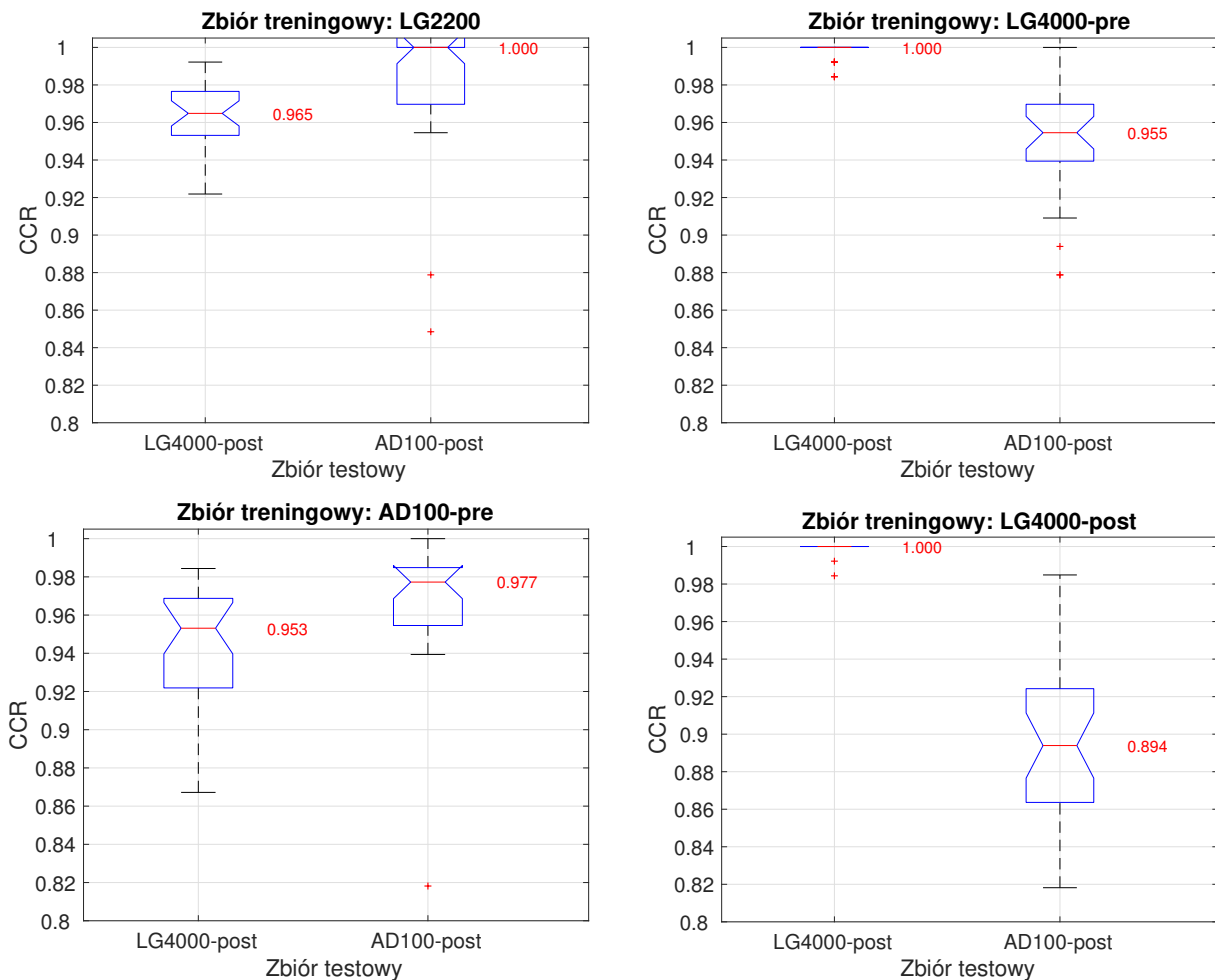 Zbiór treningowy: LG2200
1
0.98
0.96
0.94
0.92
0.9
0.88
0.86
0.84
0.82
0.8
CCR
1.000
0.965
LG4000-post
AD100-post
Zbiór testowy
Zbiór treningowy: LG4000-pre
1
0.98
0.96
0.94
0.92
0.9
0.88
0.86
0.84
0.82
0.8
CCR
1.000
0.955
LG4000-post
AD100-post
Zbiór testowy
Zbiór treningowy: AD100-pre
1
0.98
0.96
0.94
0.92
0.9
0.88
0.86
0.84
0.82
0.8
CCR
0.953
0.977
LG4000-post
AD100-post
Zbiór testowy
Zbiór treningowy: LG4000-post
1
0.98
0.96
0.94
0.92
0.9
0.88
0.86
0.84
0.82
0.8
CCR
1.000
0.894
LG4000-post
AD100-post
Zbiór testowy